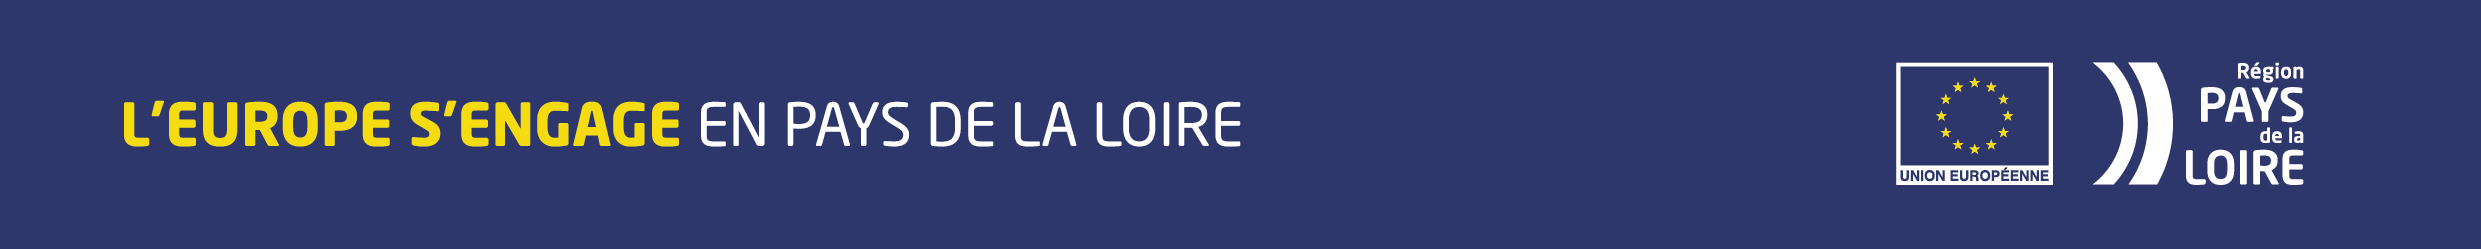 L'EUROPE S'ENGAGE EN PAYS DE LA LOIRE
UNION EUROPÉENNE
Région
PAYS
de la
LOIRE